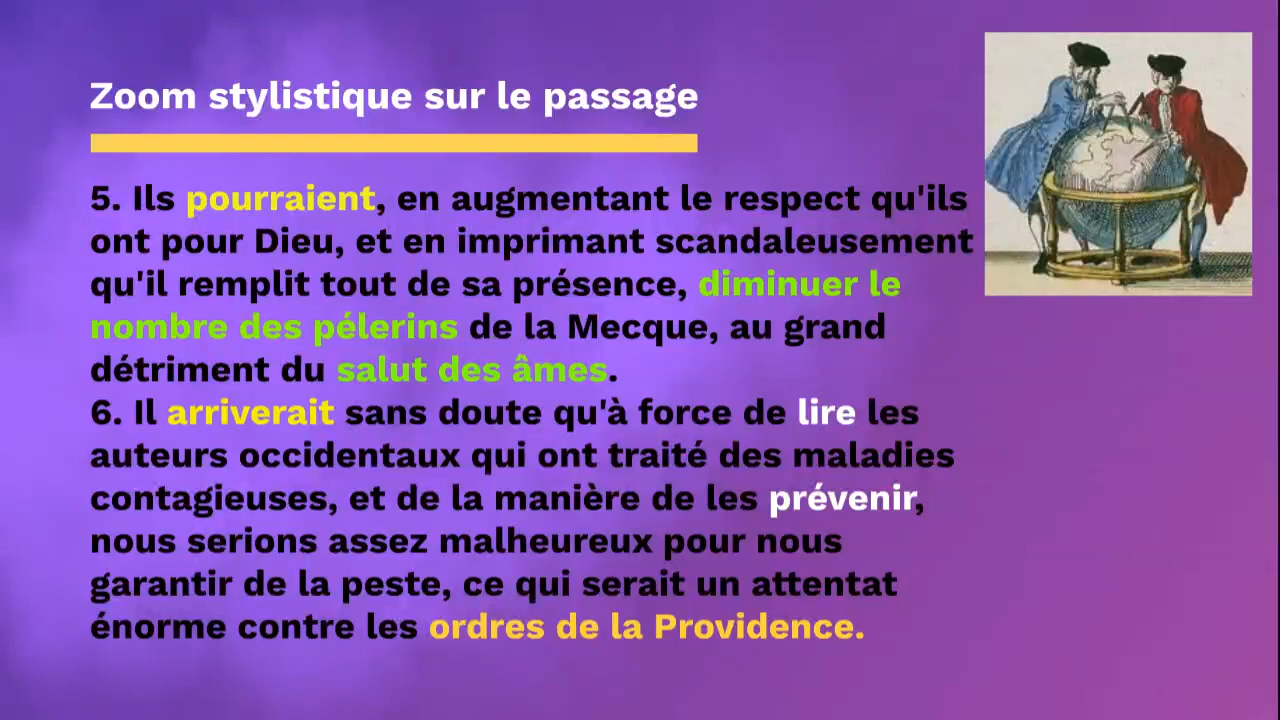 Zoom stylistique sur le passage
5. Ils pourraient, en augmentant le respect qu'ils
ont pour Dieu, et en imprimant scandaleusement
qu'il remplit tout de sa présence, diminuer le
nombre des pélerins de la Mecque, au grand
détriment du salut des âmes.
6. Il arriverait sans doute qu'à force de lire les
auteurs occidentaux qui ont traité des maladies
contagieuses, et de la manière de les prévenir,
nous serions assez malheureux pour nous
garantir de la peste, ce qui serait un attentat
énorme contre les ordres de la Providence.